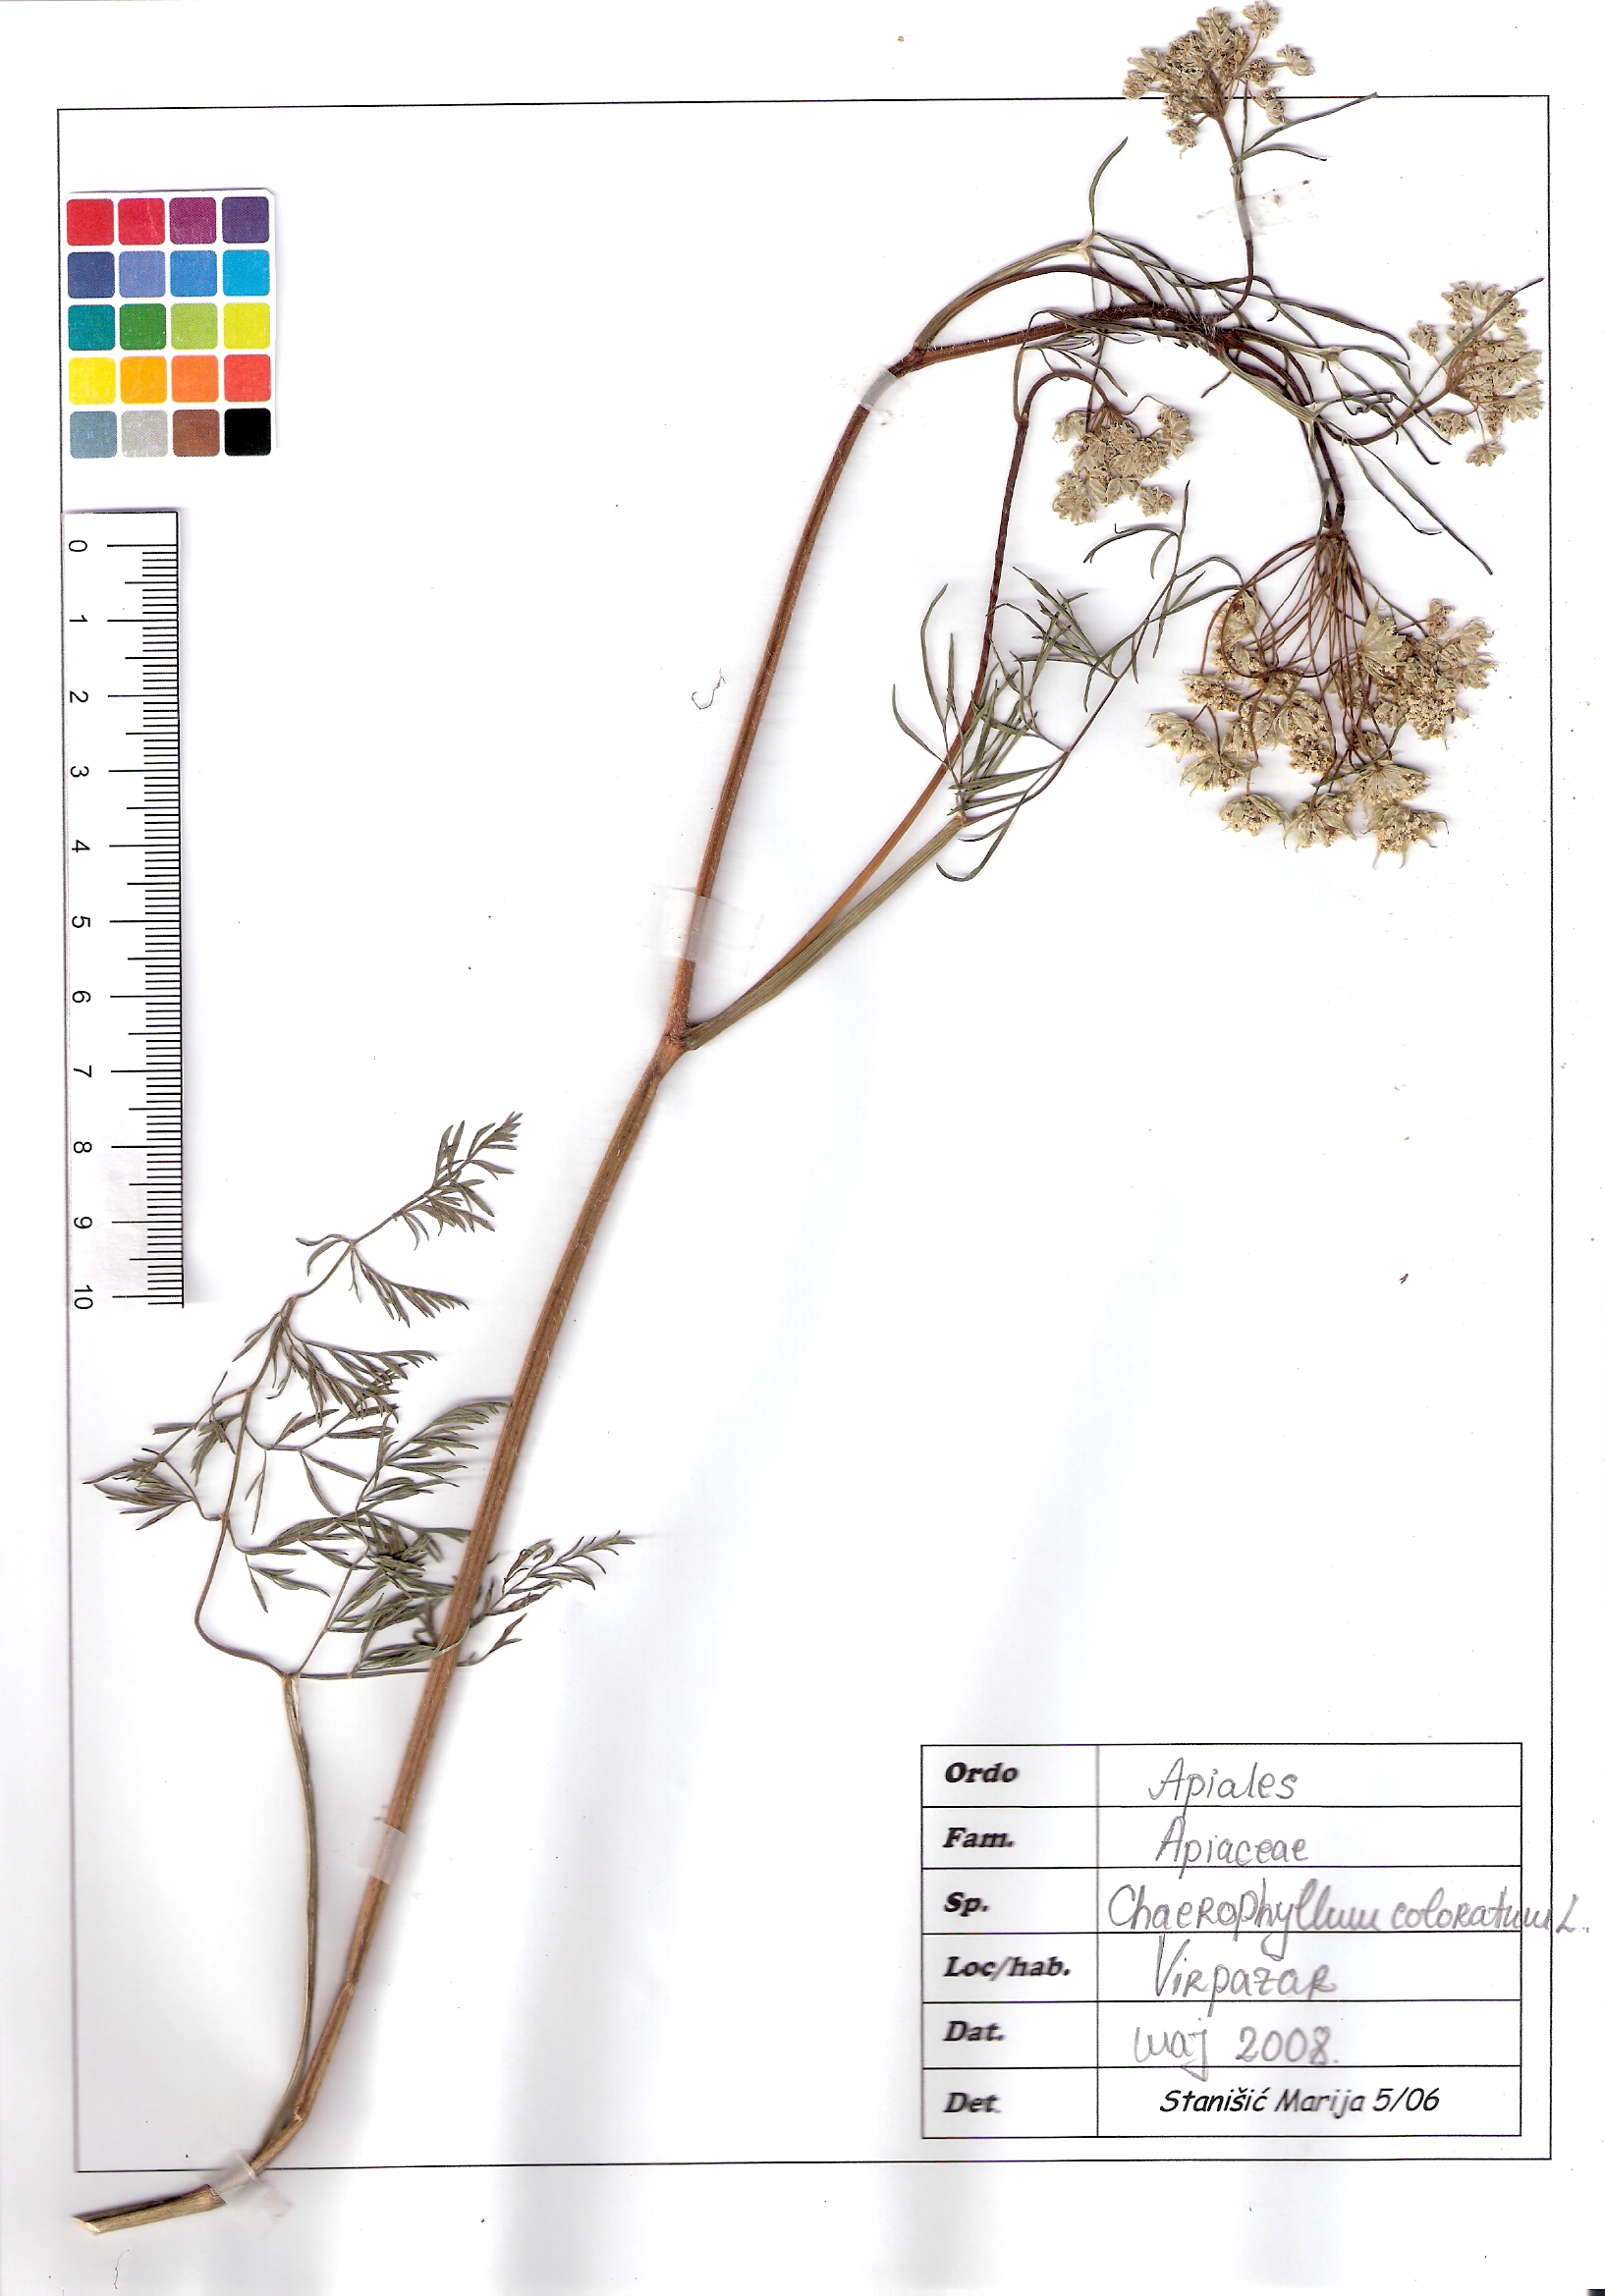 0
1
2
3
4
5
6
7
8
9
10
Ordo Apiales
Fam. Apiaceae
Sp. Chaerophyllum coloratum L.
Loc/hab. Virpazar
Dat. maj 2008.
Det. Stanišić Marija 5/06